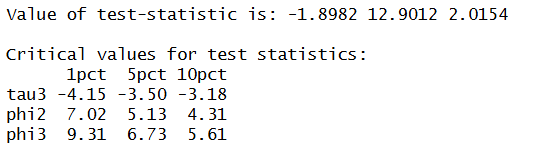 Value of test-statistic is: -1.8982 12.9012 2.0154
Critical values for test statistics:
1pct 5pct 10pct
tau3 -4.15 -3.50 -3.18
phi2 7.02 5.13 4.31
phi3 9.31 6.73 5.61